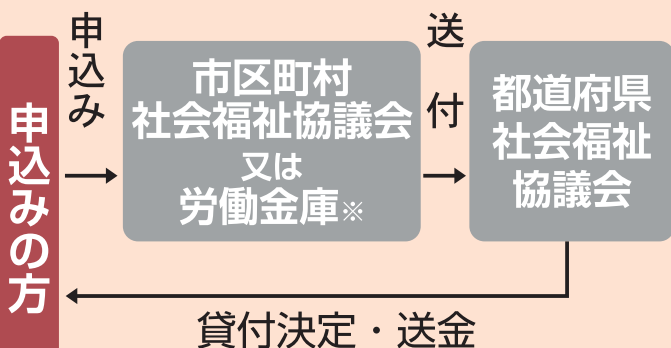 申込みの方
申込み
市区町村
社会福祉協議会
又は
労働金庫※
送付
都道府県
社会福祉
協議会
貸付決定・送金